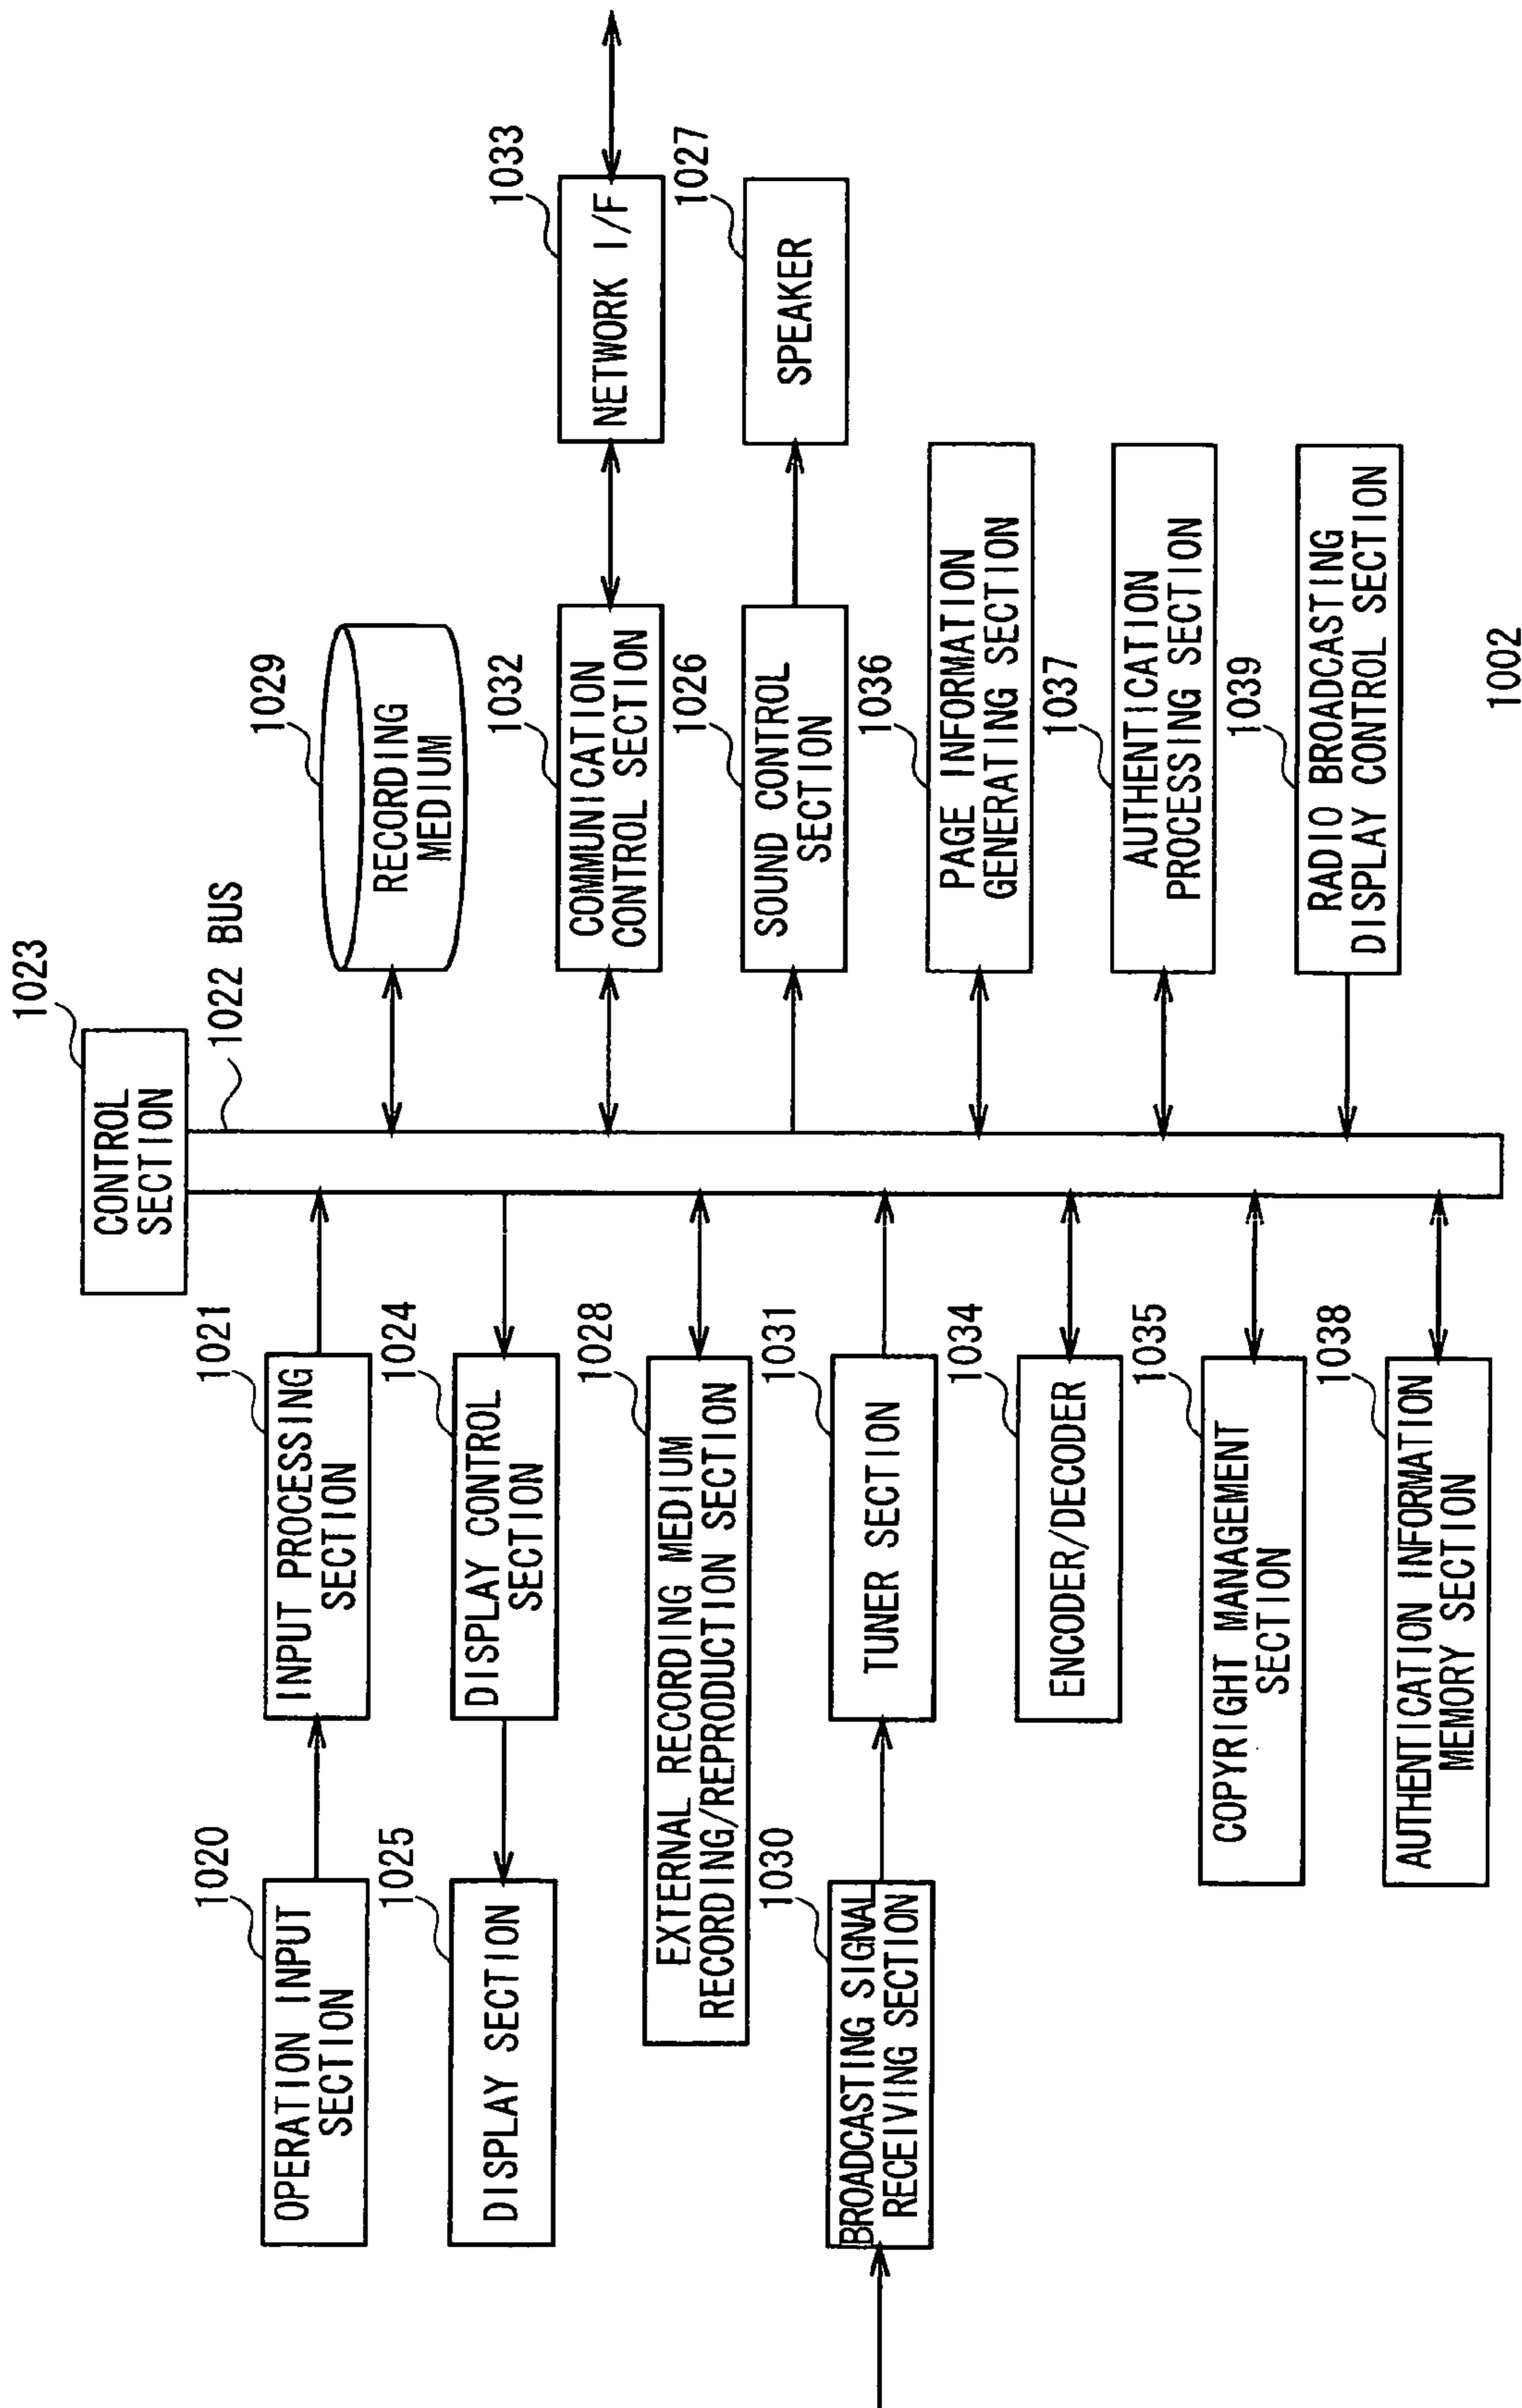 1023
CONTROL
SECTION
1022 BUS
1020
OPERATION INPUT
SECTION
1021
INPUT PROCESSING
SECTION
1029
RECORDING
MEDIUM
1025
DISPLAY SECTION
1024
DISPLAY CONTROL
SECTION
1032
COMMUNICATION
CONTROL SECTION
1033
NETWORK I/F
1028
EXTERNAL RECORDING MEDIUM
RECORDING/REPRODUCTION SECTION
1026
SOUND CONTROL
SECTION
1027
SPEAKER
1030
BROADCASTING SIGNAL
RECEIVING SECTION
1031
TUNER SECTION
1036
PAGE INFORMATION
GENERATING SECTION
1034
ENCODER/DECODER
1037
AUTHENTICATION
PROCESSING SECTION
1035
COPYRIGHT MANAGEMENT
SECTION
1039
RADIO BROADCASTING
DISPLAY CONTROL SECTION
1038
AUTHENTICATION INFORMATION
MEMORY SECTION
1002